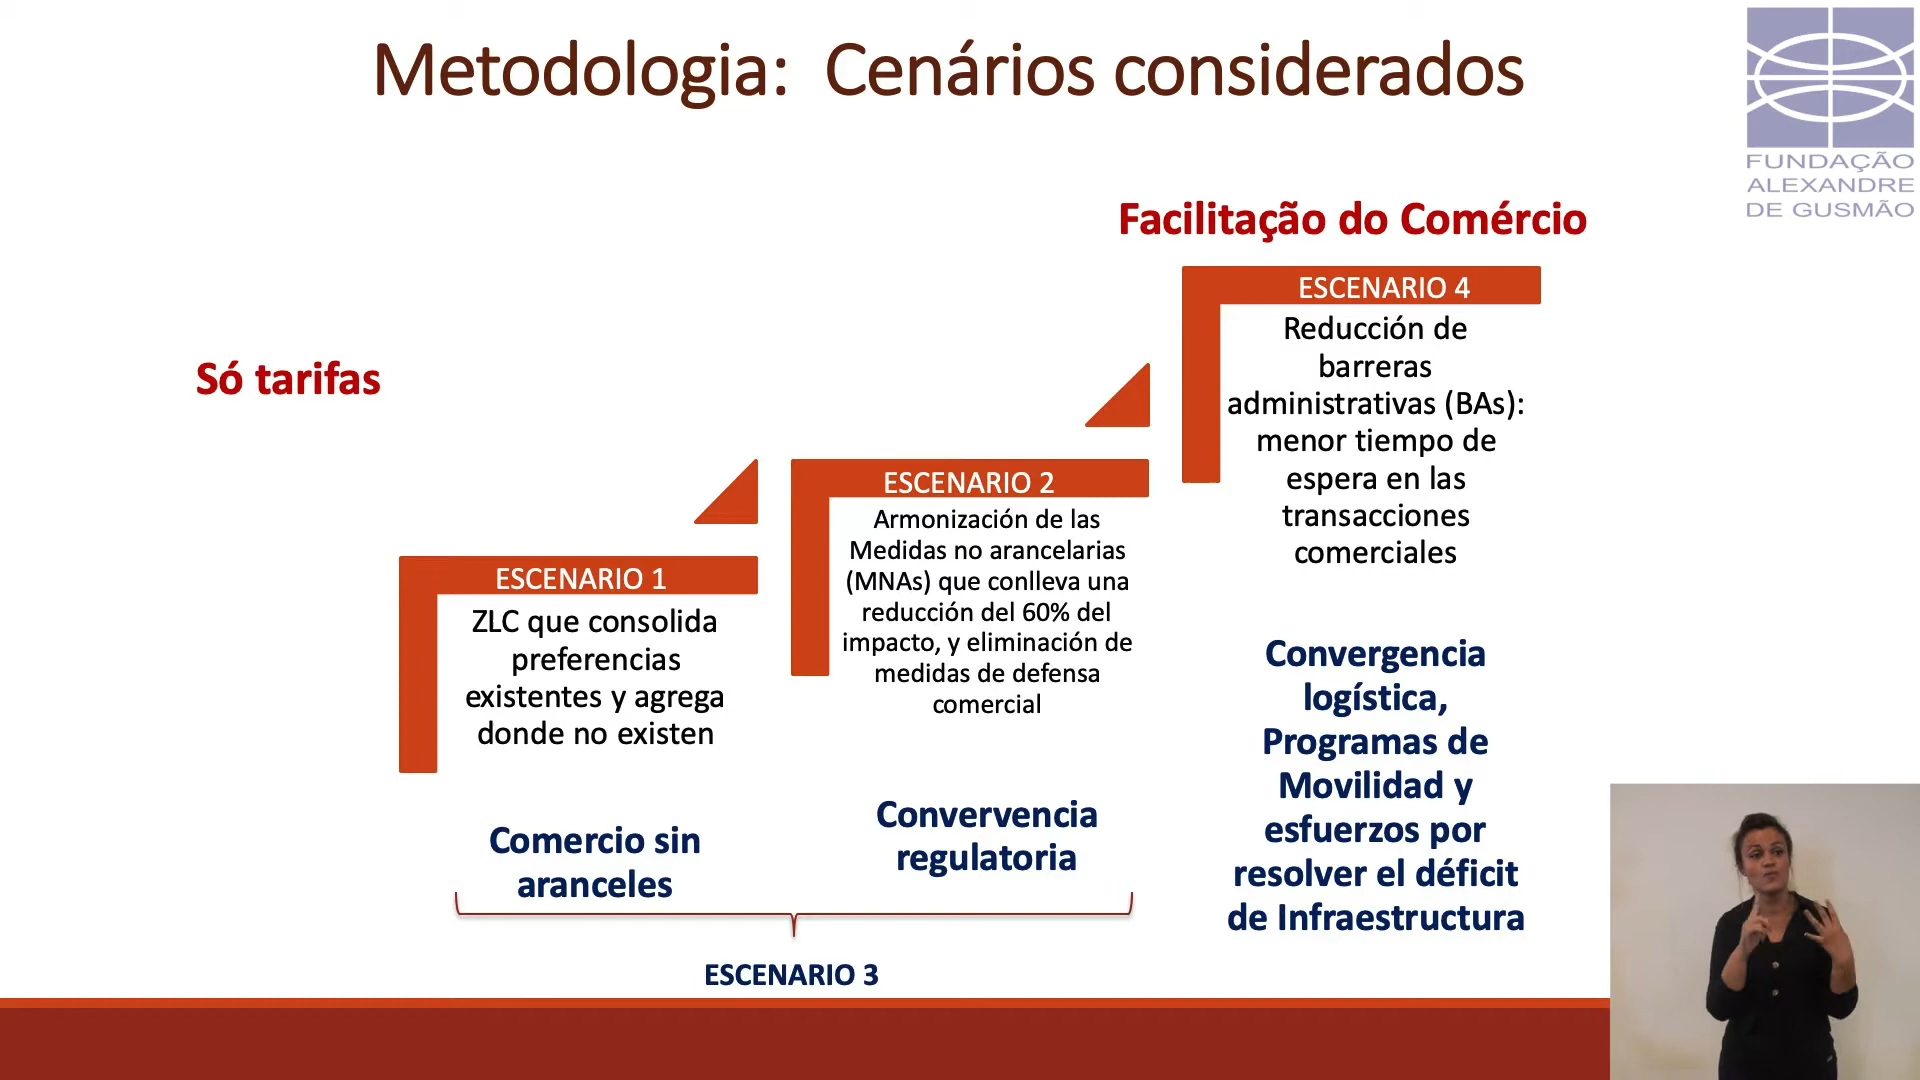 Metodologia: Cenários considerados
FUNDAÇÃO
ALEXANDRE
DE GUSMÃO
Facilitação do Comércio
Só tarifas
ESCENARIO 1
ZLC que consolida
preferencias
existentes y agrega
donde no existen
Comercio sin
aranceles
ESCENARIO 2
Armonización de las
Medidas no arancelarias
(MNAs) que conlleva una
reducción del 60% del
impacto, y eliminación de
medidas de defensa
comercial
Convervencia
regulatoria
ESCENARIO 3
ESCENARIO 4
Reducción de
barreras
administrativas (BAs):
menor tiempo de
espera en las
transacciones
comerciales
Convergencia
logística,
Programas de
Movilidad y
esfuerzos por
resolver el déficit
de Infraestructura